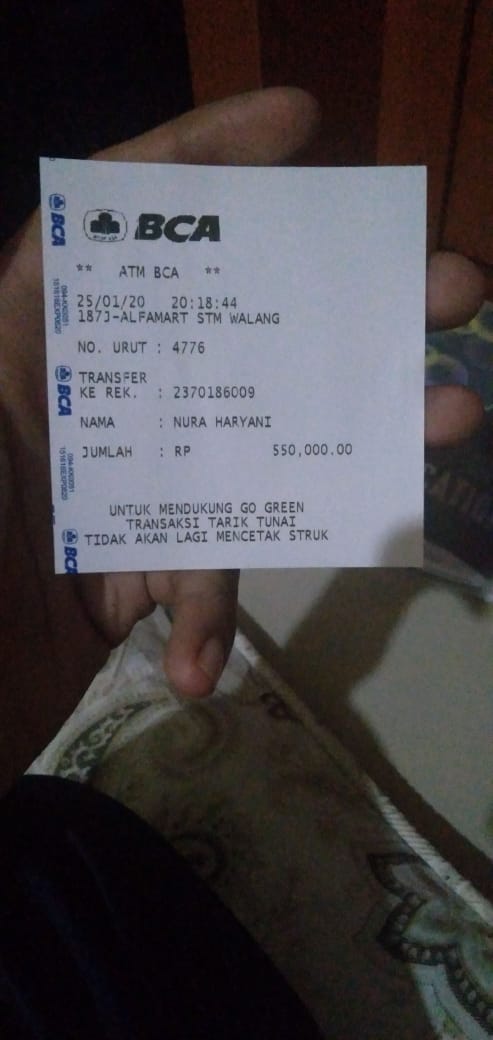 BCA
** ATM BCA **
25/01/20 20:18:44
187J-ALFAMART STM WALANG
NO. URUT : 4776
TRANSFER
KE REK. : 2370186009
NAMA : NURA HARYANI
JUMLAH : RP 550,000.00
UNTUK MENDUKUNG GO GREEN
TRANSAKSI TARIK TUNAI
TIDAK AKAN LAGI MENCETAK STRUK
BCA
BCA
BCA